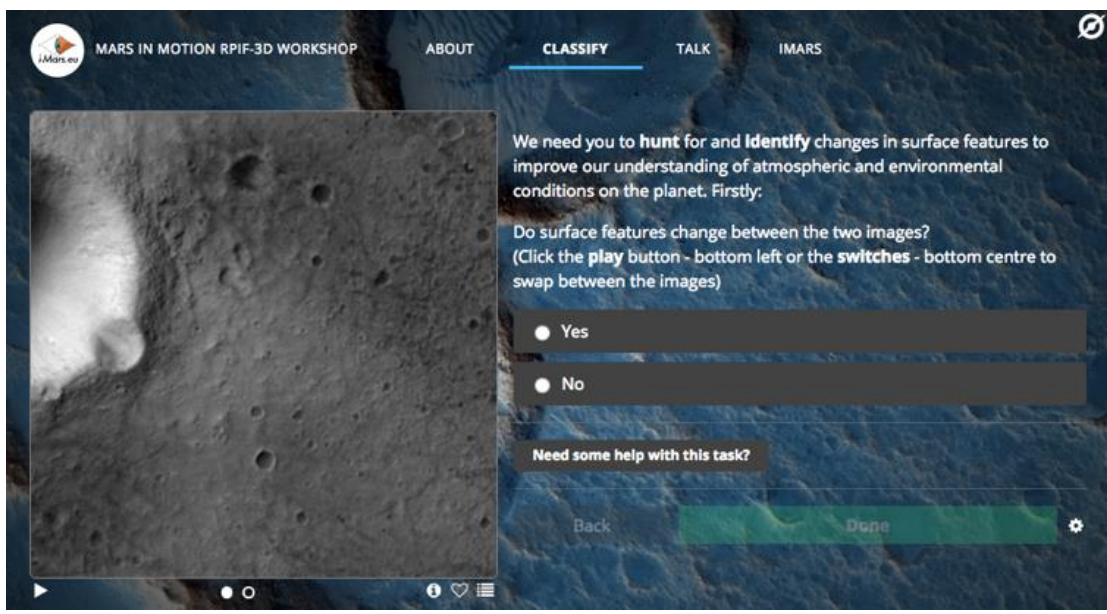 iMars.eu
MARS IN MOTION RPIF-3D WORKSHOP
ABOUT
CLASSIFY
TALK
IMARS
We need you to hunt for and identify changes in surface features to
improve our understanding of atmospheric and environmental
conditions on the planet. Firstly:
Do surface features change between the two images?
(Click the play button - bottom left or the switches - bottom centre to
swap between the images)
Yes
No
Need some help with this task?
Back
Done